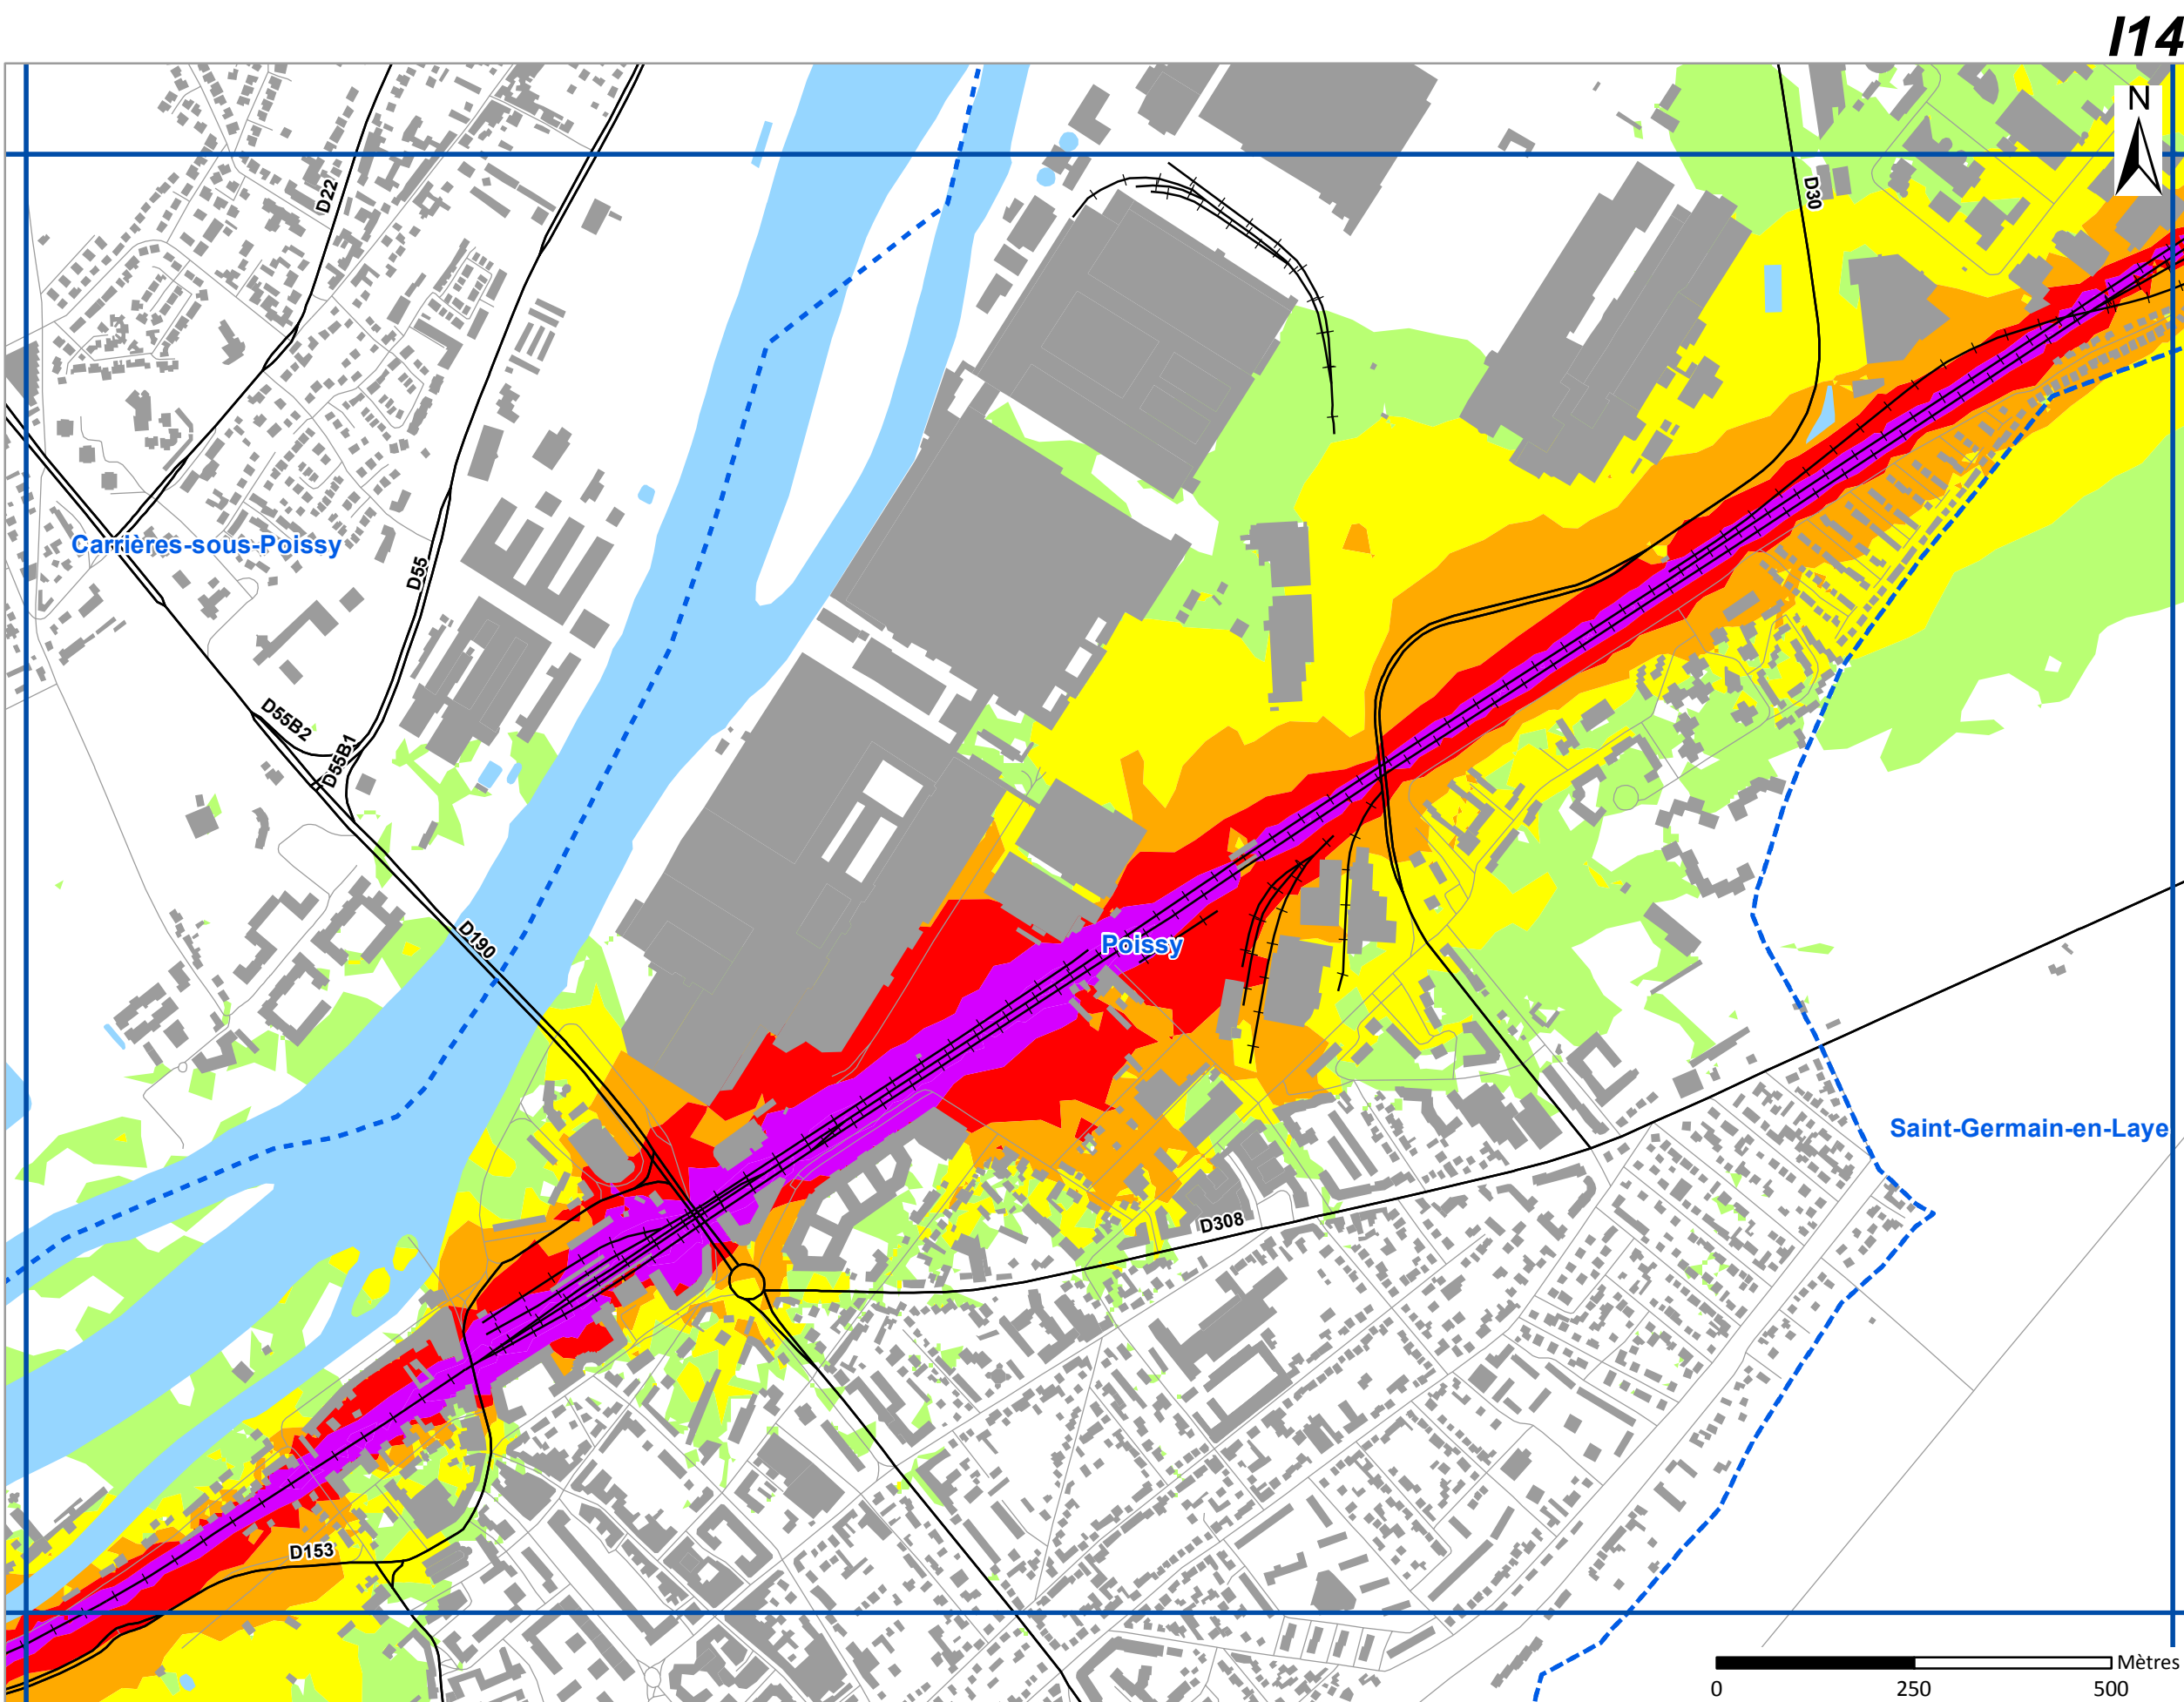 I14
N
D22
D30
Carrières-sous-Poissy
D55
D55B2
D55B1
D190
Poissy
Saint-Germain-en-Laye
D308
D153
Mètres
0 250 500